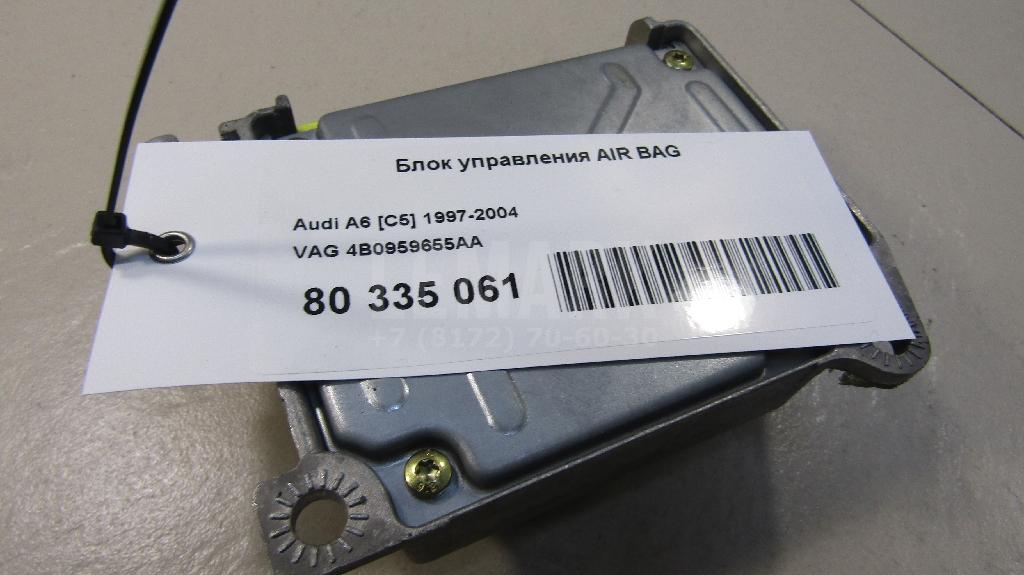 Блок управления AIR BAG
Audi A6 [C5] 1997-2004
VAG 4B0959655AA
80 335 061
+7 (8172) 70-60-30